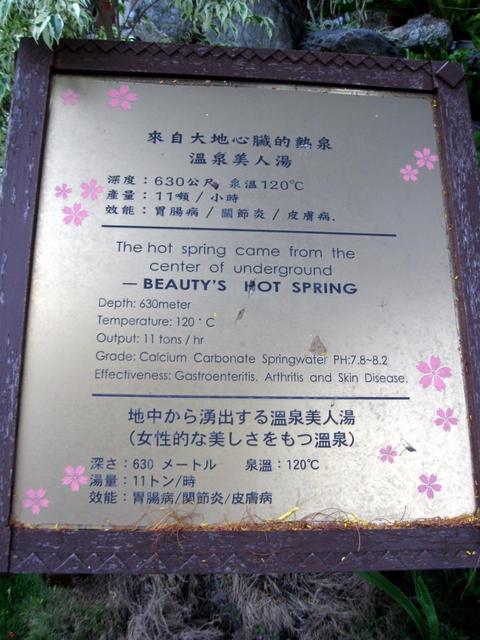 來自大地心臟的熱泉
溫泉美人湯
深度：630公尺 泉溫120℃
產量：11噸 / 小時
效能：胃腸病 / 關節炎 / 皮膚病.
The hot spring came from the
center of underground
— BEAUTY'S HOT SPRING
Depth: 630meter
Temperature: 120˚C
Output: 11 tons / hr
Grade: Calcium Carbonate Springwater PH:7.8~8.2
Effectiveness: Gastroenteritis. Arthritis and Skin Disease.
地中から湧出する溫泉美人湯
（女性的な美しさをもつ溫泉）
深さ：630 メートル 泉溫：120℃
湯量：11トン/時
效能：胃腸病/関節炎/皮膚病